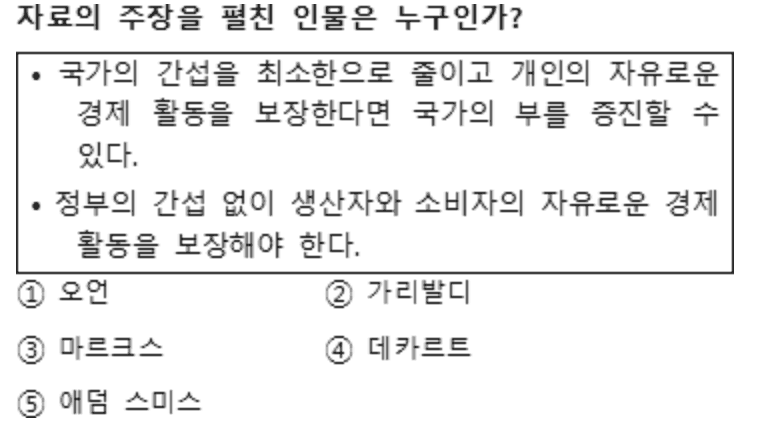 자료의 주장을 펼친 인물은 누구인가?
• 국가의 간섭을 최소한으로 줄이고 개인의 자유로운
경제 활동을 보장한다면 국가의 부를 증진할 수
있다.
• 정부의 간섭 없이 생산자와 소비자의 자유로운 경제
활동을 보장해야 한다.
① 오언 ② 가리발디
③ 마르크스 ④ 데카르트
⑤ 애덤 스미스